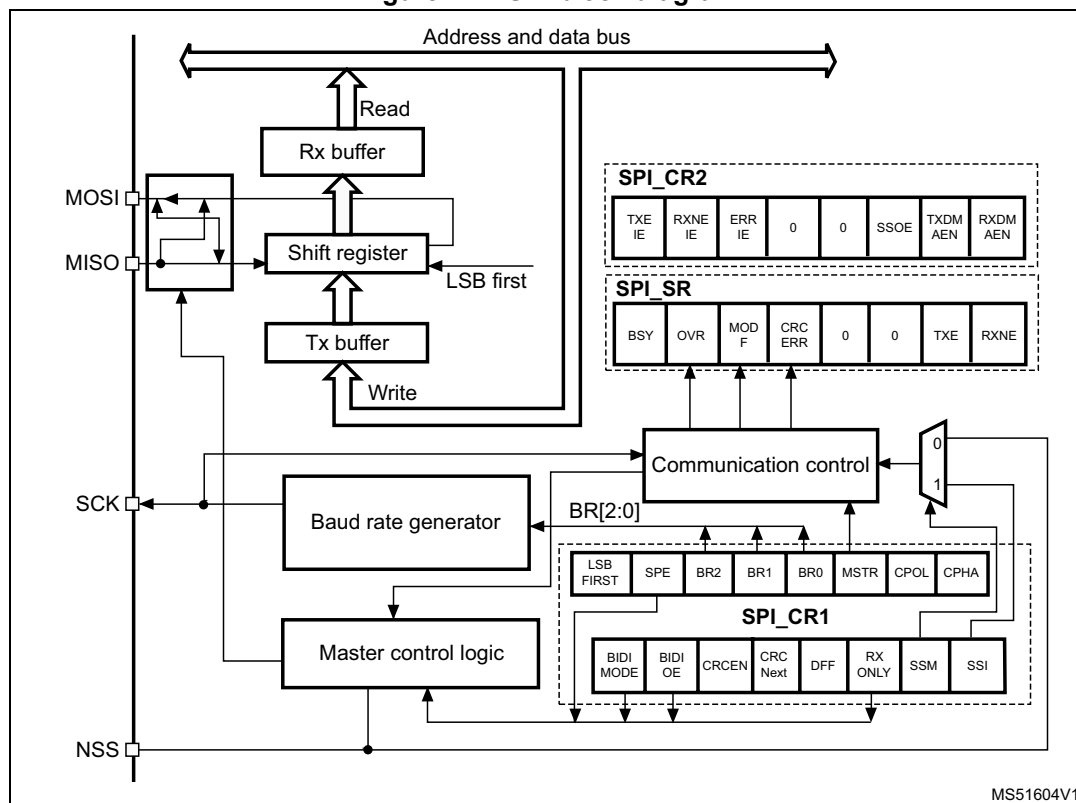 Address and data bus
Read
Rx buffer
MOSI
MISO
Shift register
LSB first
Tx buffer
Write
SPI_CR2
TXE
IE
RXNE
IE
ERR
IE
0
0
SSOE
TXDM
AEN
RXDM
AEN
SPI_SR
BSY
OVR
MOD
F
CRC
ERR
0
0
TXE
RXNE
Communication control
0
1
SCK
Baud rate generator
BR[2:0]
LSB
FIRST
SPE
BR2
BR1
BR0
MSTR
CPOL
CPHA
SPI_CR1
Master control logic
BIDI
MODE
BIDI
OE
CRCEN
CRC
Next
DFF
RX
ONLY
SSM
SSI
NSS
MS51604V1